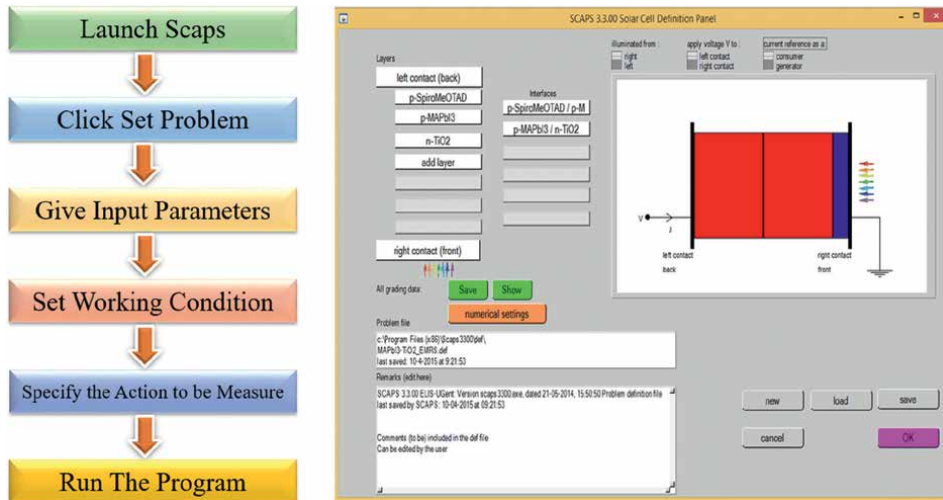 Launch Scaps
Click Set Problem
Give Input Parameters
Set Working Condition
Specify the Action to be Measure
Run The Program
SCAPS 3.3.00 Solar Cell Definition Panel
Layers
left contact (back)
p-SpiroMeOTAD
p-MAPbI3
n-TiO2
add layer
right contact (front)
Interfaces
p-SpiroMeOTAD / p-M
p-MAPbI3 / n-TiO2
illuminated from :
right
left
apply voltage V to :
left contact
right contact
current reference as a:
consumer
generator
V
J
left contact
back
right contact
front
All grading data:
Save
Show
numerical settings
Problem file
c:\Program Files (x86)\Scaps3300\def\,
MAPbI3-TiO2_EMRS.def
last saved: 10-4-2015 at 9:21:53
Remarks (edit here)
SCAPS 3.3.00 ELIS-UGent: Version scaps3300.exe, dated 21-05-2014, 15:50:50 Problem definition file
last saved by SCAPS: 10-04-2015 at 09:21:53
Comments (to be) included in the def file
Can be edited by the user
new
load
save
cancel
OK